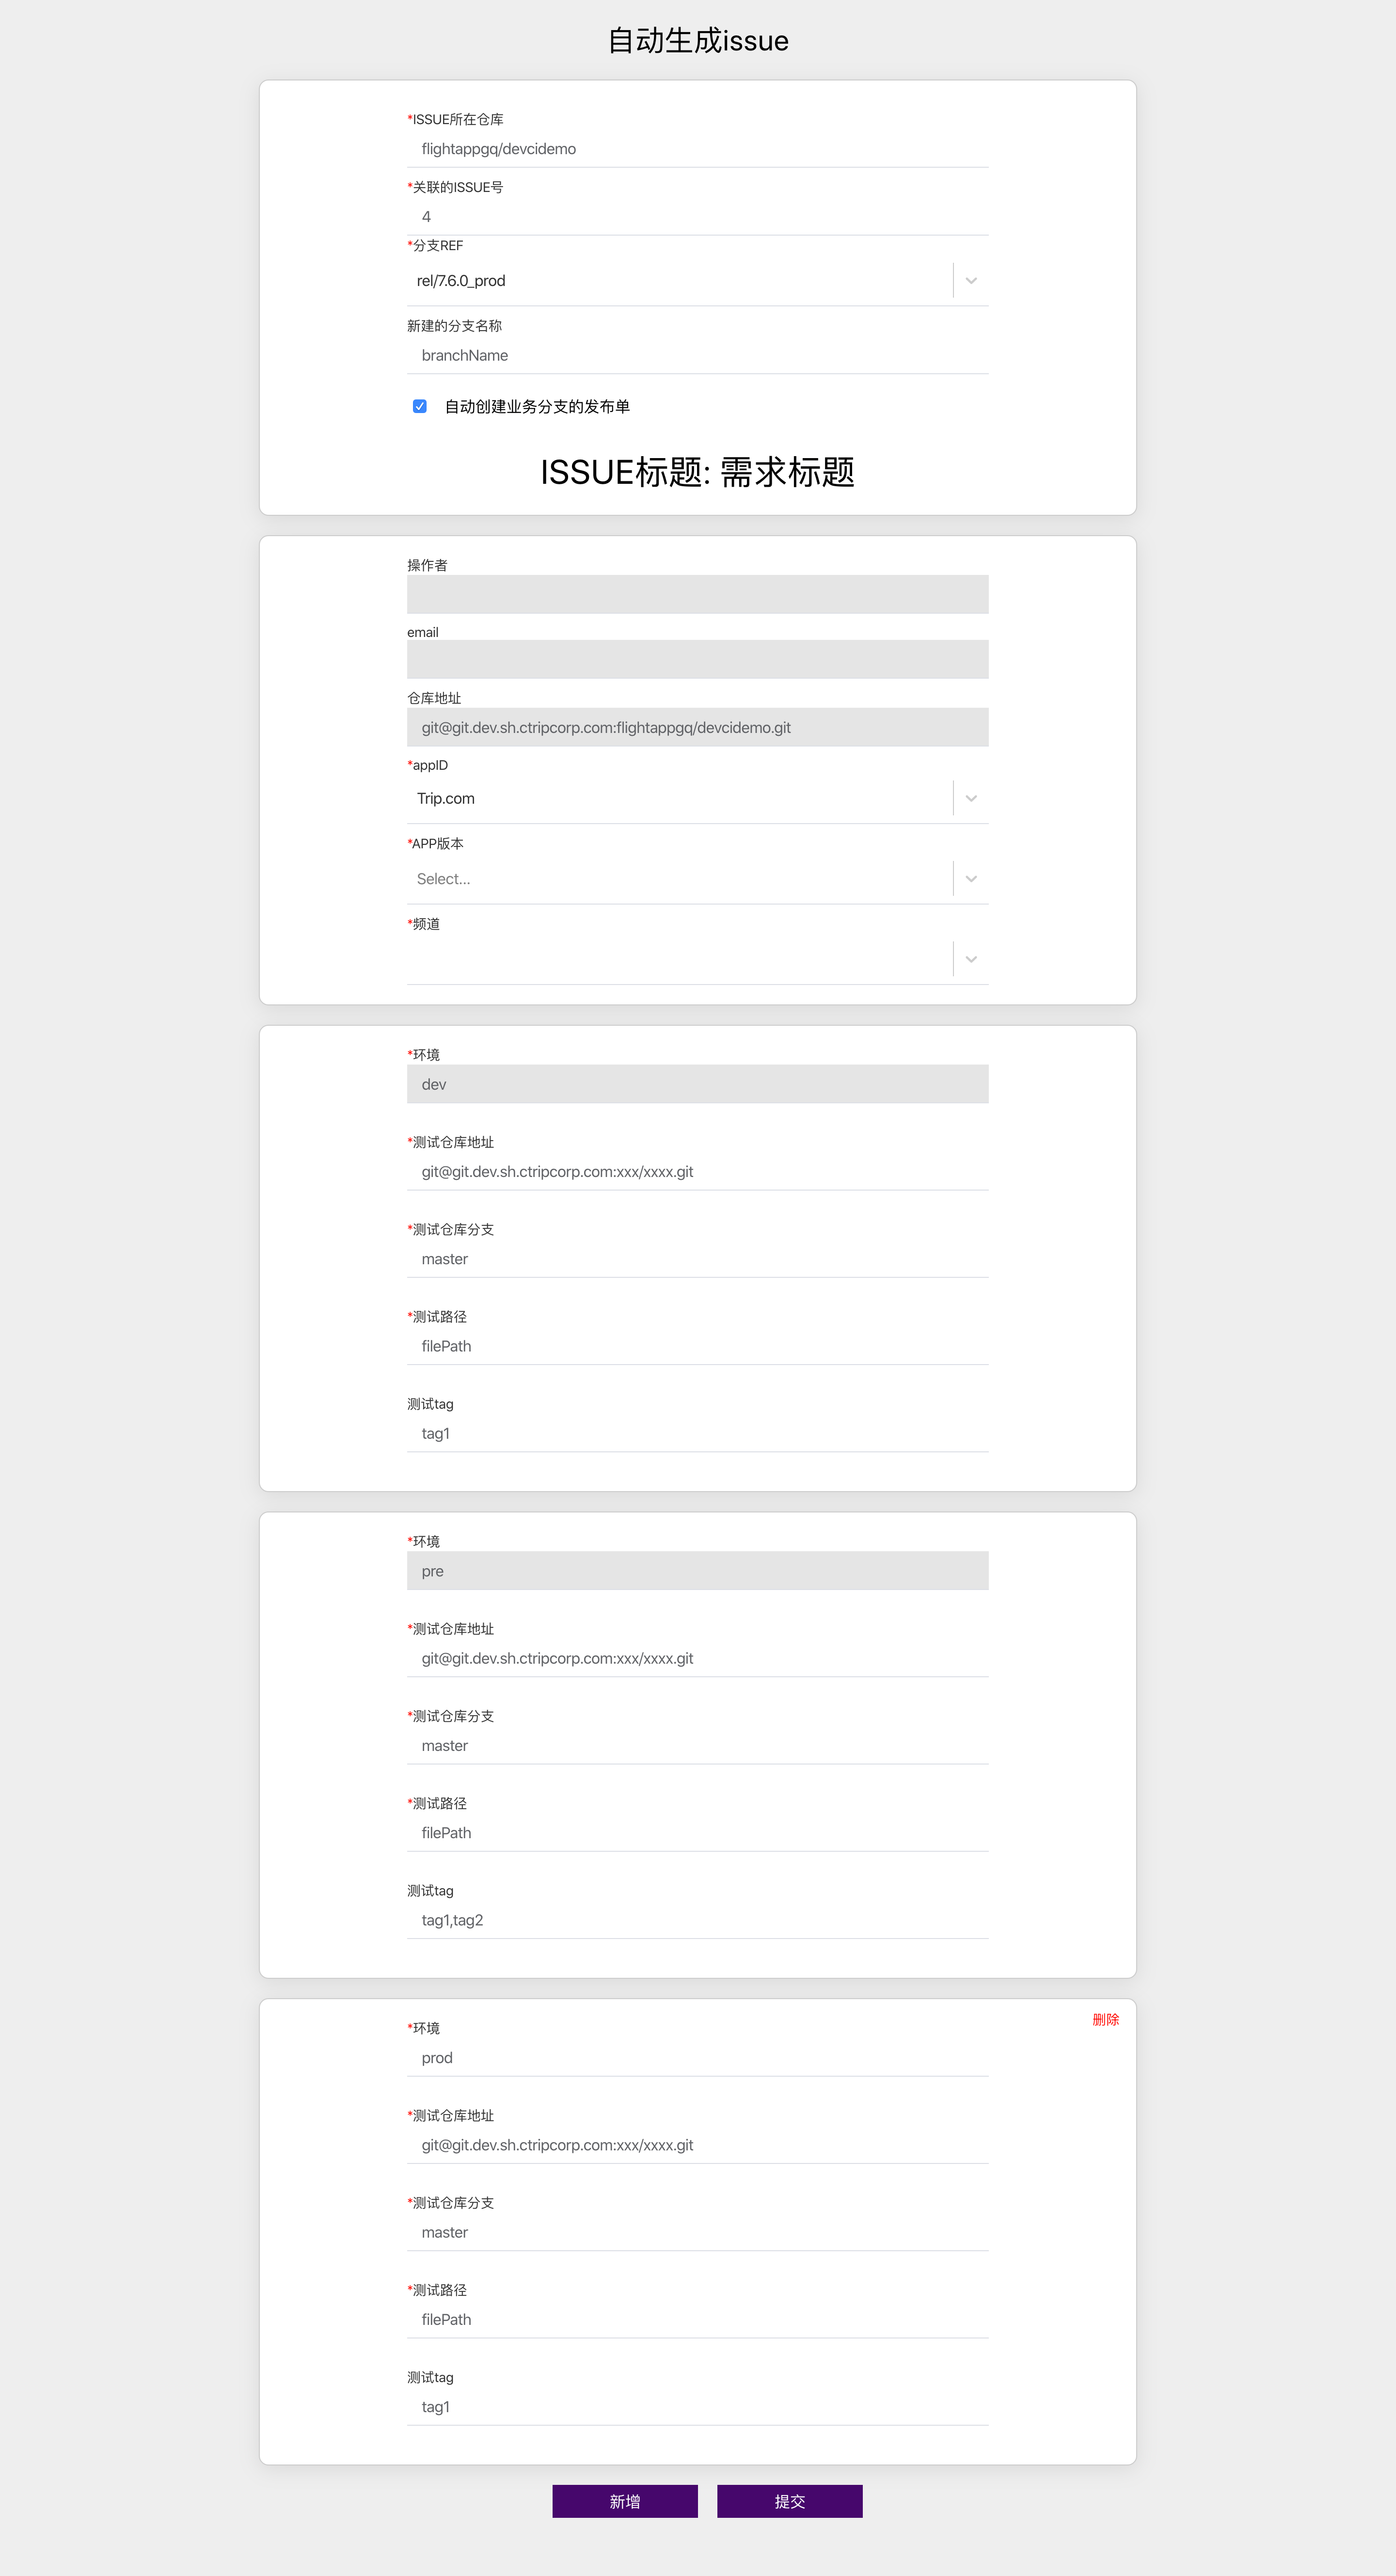 自动生成issue
*ISSUE所在仓库
flightappgq/devcidemo
*关联的ISSUE号
4
*分支REF
rel/7.6.0_prod
新建的分支名称
branchName
自动创建业务分支的发布单
ISSUE标题: 需求标题
操作者
email
仓库地址
git@git.dev.sh.ctripcorp.com:flightappgq/devcidemo.git
*appID
Trip.com
*APP版本
Select...
*频道
*环境
dev
*测试仓库地址
git@git.dev.sh.ctripcorp.com:xxx/xxxx.git
*测试仓库分支
master
*测试路径
filePath
测试tag
tag1
*环境
pre
*测试仓库地址
git@git.dev.sh.ctripcorp.com:xxx/xxxx.git
*测试仓库分支
master
*测试路径
filePath
测试tag
tag1,tag2
删除
*环境
prod
*测试仓库地址
git@git.dev.sh.ctripcorp.com:xxx/xxxx.git
*测试仓库分支
master
*测试路径
filePath
测试tag
tag1
新增 提交